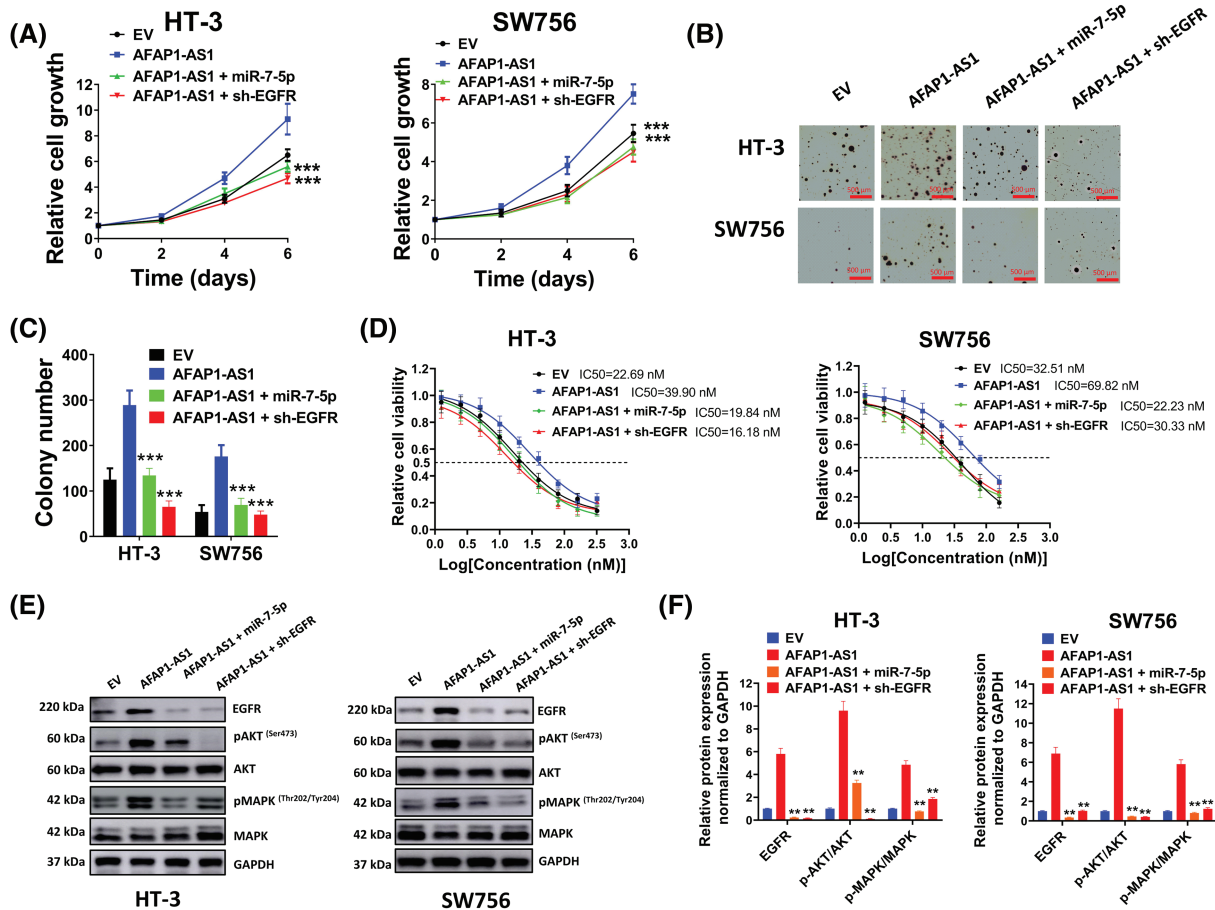 (A)
HT-3
EV
AFAP1-AS1
AFAP1-AS1 + miR-7-5p
AFAP1-AS1 + sh-EGFR
Relative cell growth
12
10
8
6
4
2
0
0 2 4 6
Time (days)
***
***
SW756
EV
AFAP1-AS1
AFAP1-AS1 + miR-7-5p
AFAP1-AS1 + sh-EGFR
Relative cell growth
8
6
4
2
0
0 2 4 6
Time (days)
***
***
(B)
EV
AFAP1-AS1
AFAP1-AS1 + miR-7-5p
AFAP1-AS1 + sh-EGFR
HT-3
500 µm 500 µm 500 µm 500 µm
SW756
500 µm 500 µm 500 µm 500 µm
(C)
EV
AFAP1-AS1
AFAP1-AS1 + miR-7-5p
AFAP1-AS1 + sh-EGFR
Colony number
400
300
200
100
0
***
***
***
***
HT-3 SW756
(D)
HT-3
EV IC50=22.69 nM
AFAP1-AS1 IC50=39.90 nM
AFAP1-AS1 + miR-7-5p IC50=19.84 nM
AFAP1-AS1 + sh-EGFR IC50=16.18 nM
Relative cell viability
1.2
1.0
0.8
0.6
0.5
0.4
0.2
0.0
0.0 0.5 1.0 1.5 2.0 2.5 3.0
Log[Concentration (nM)]
SW756
EV IC50=32.51 nM
AFAP1-AS1 IC50=69.82 nM
AFAP1-AS1 + miR-7-5p IC50=22.23 nM
AFAP1-AS1 + sh-EGFR IC50=30.33 nM
Relative cell viability
1.2
1.0
0.8
0.6
0.4
0.2
0.0
0.0 0.5 1.0 1.5 2.0 2.5 3.0
Log[Concentration (nM)]
(E)
EV
AFAP1-AS1
AFAP1-AS1 + miR-7-5p
AFAP1-AS1 + sh-EGFR
220 kDa EGFR
60 kDa pAKT (Ser473)
60 kDa AKT
42 kDa pMAPK (Thr202/Tyr204)
42 kDa MAPK
37 kDa GAPDH
HT-3
EV
AFAP1-AS1
AFAP1-AS1 + miR-7-5p
AFAP1-AS1 + sh-EGFR
220 kDa EGFR
60 kDa pAKT (Ser473)
60 kDa AKT
42 kDa pMAPK (Thr202/Tyr204)
42 kDa MAPK
37 kDa GAPDH
SW756
(F)
HT-3
EV
AFAP1-AS1
AFAP1-AS1 + miR-7-5p
AFAP1-AS1 + sh-EGFR
Relative protein expression
normalized to GAPDH
12
10
8
6
4
2
0
** **
** **
** **
EGFR
p-AKT/AKT
p-MAPK/MAPK
SW756
EV
AFAP1-AS1
AFAP1-AS1 + miR-7-5p
AFAP1-AS1 + sh-EGFR
Relative protein expression
normalized to GAPDH
14
12
10
8
6
4
2
0
** **
** **
** **
EGFR
p-AKT/AKT
p-MAPK/MAPK